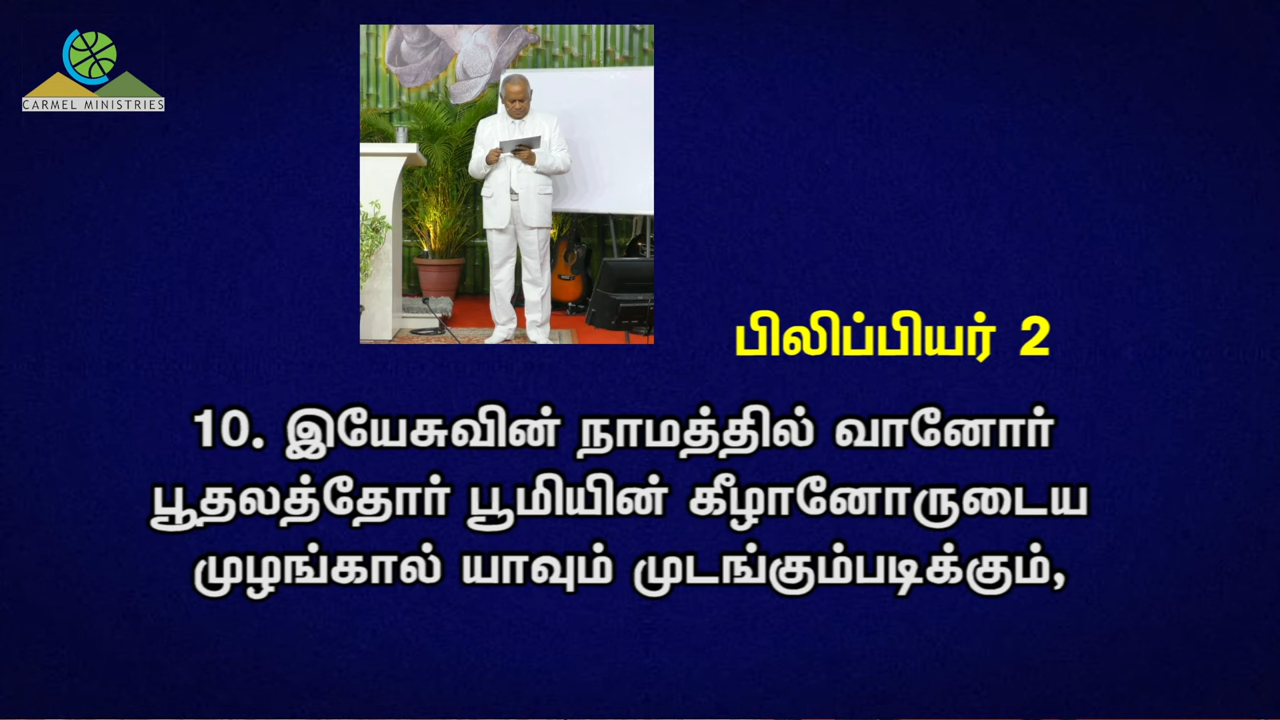 CARMEL MINISTRIES
பிலிப்பியர் 2
10. இயேசுவின் நாமத்தில் வானோர்
பூதலத்தோர் பூமியின் கீழானோருடைய
முழங்கால் யாவும் முடங்கும்படிக்கும்,